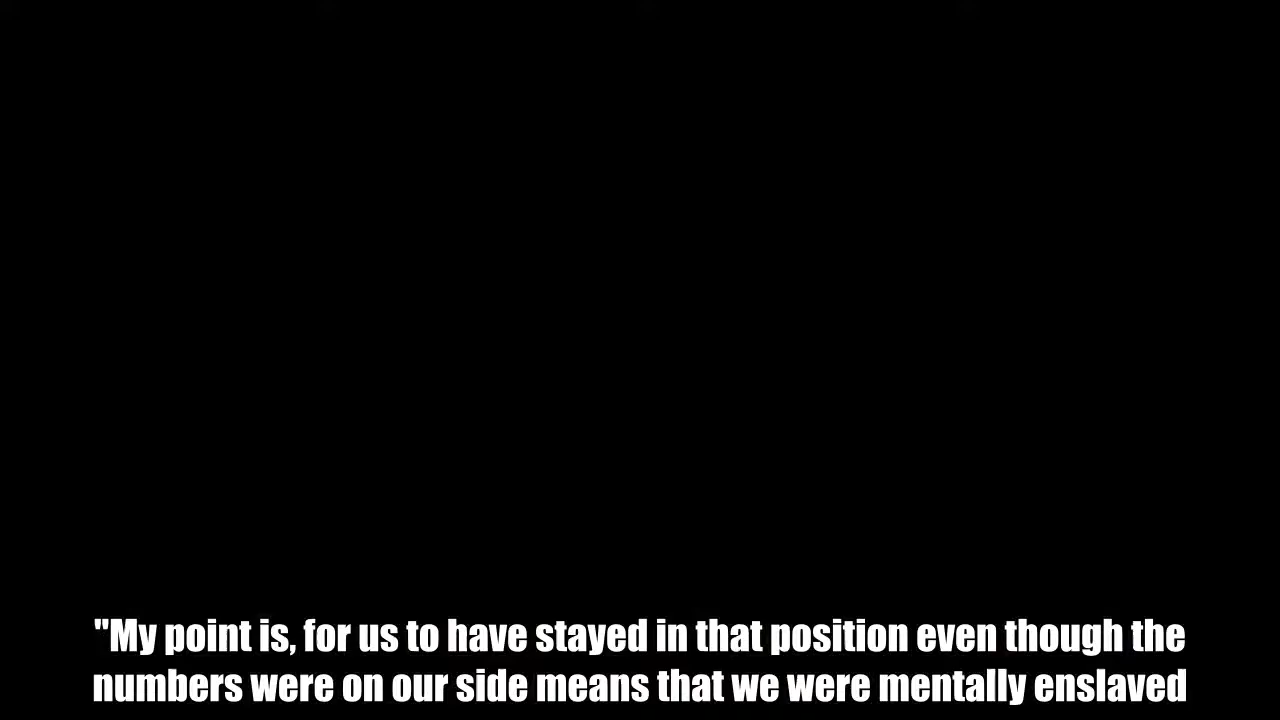 "My point is, for us to have stayed in that position even though the
numbers were on our side means that we were mentally enslaved